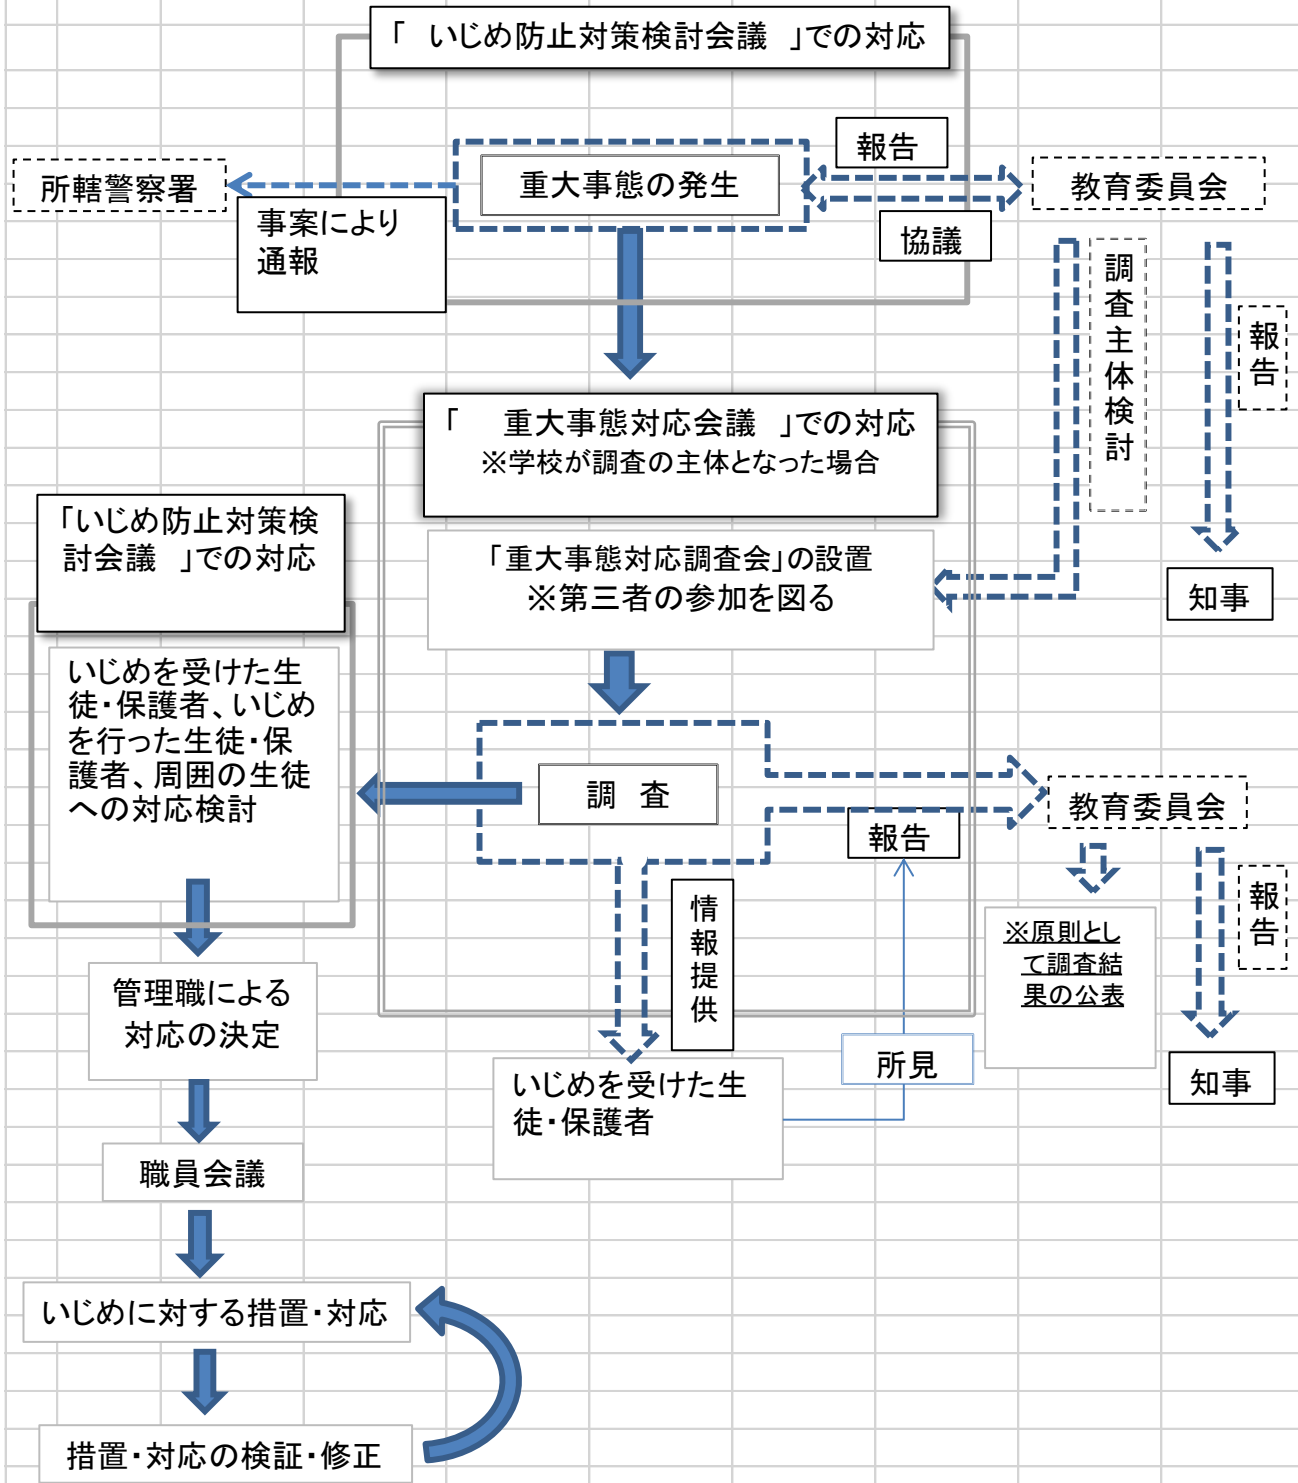 「　いじめ防止対策検討会議　」での対応
報告
所轄警察署
重大事態の発生
教育委員会
事案により
通報
協議
調査主体検討
報告
「　重大事態対応会議　」での対応
※学校が調査の主体となった場合
「いじめ防止対策検
討会議　」での対応
「重大事態対応調査会」の設置
※第三者の参加を図る
知事
いじめを受けた生
徒・保護者、いじめ
を行った生徒・保
護者、周囲の生徒
への対応検討
調　査
教育委員会
報告
情報提供
報告
※原則とし
て調査結
果の公表
管理職による
対応の決定
所見
いじめを受けた生
徒・保護者
知事
職員会議
いじめに対する措置・対応
措置・対応の検証・修正